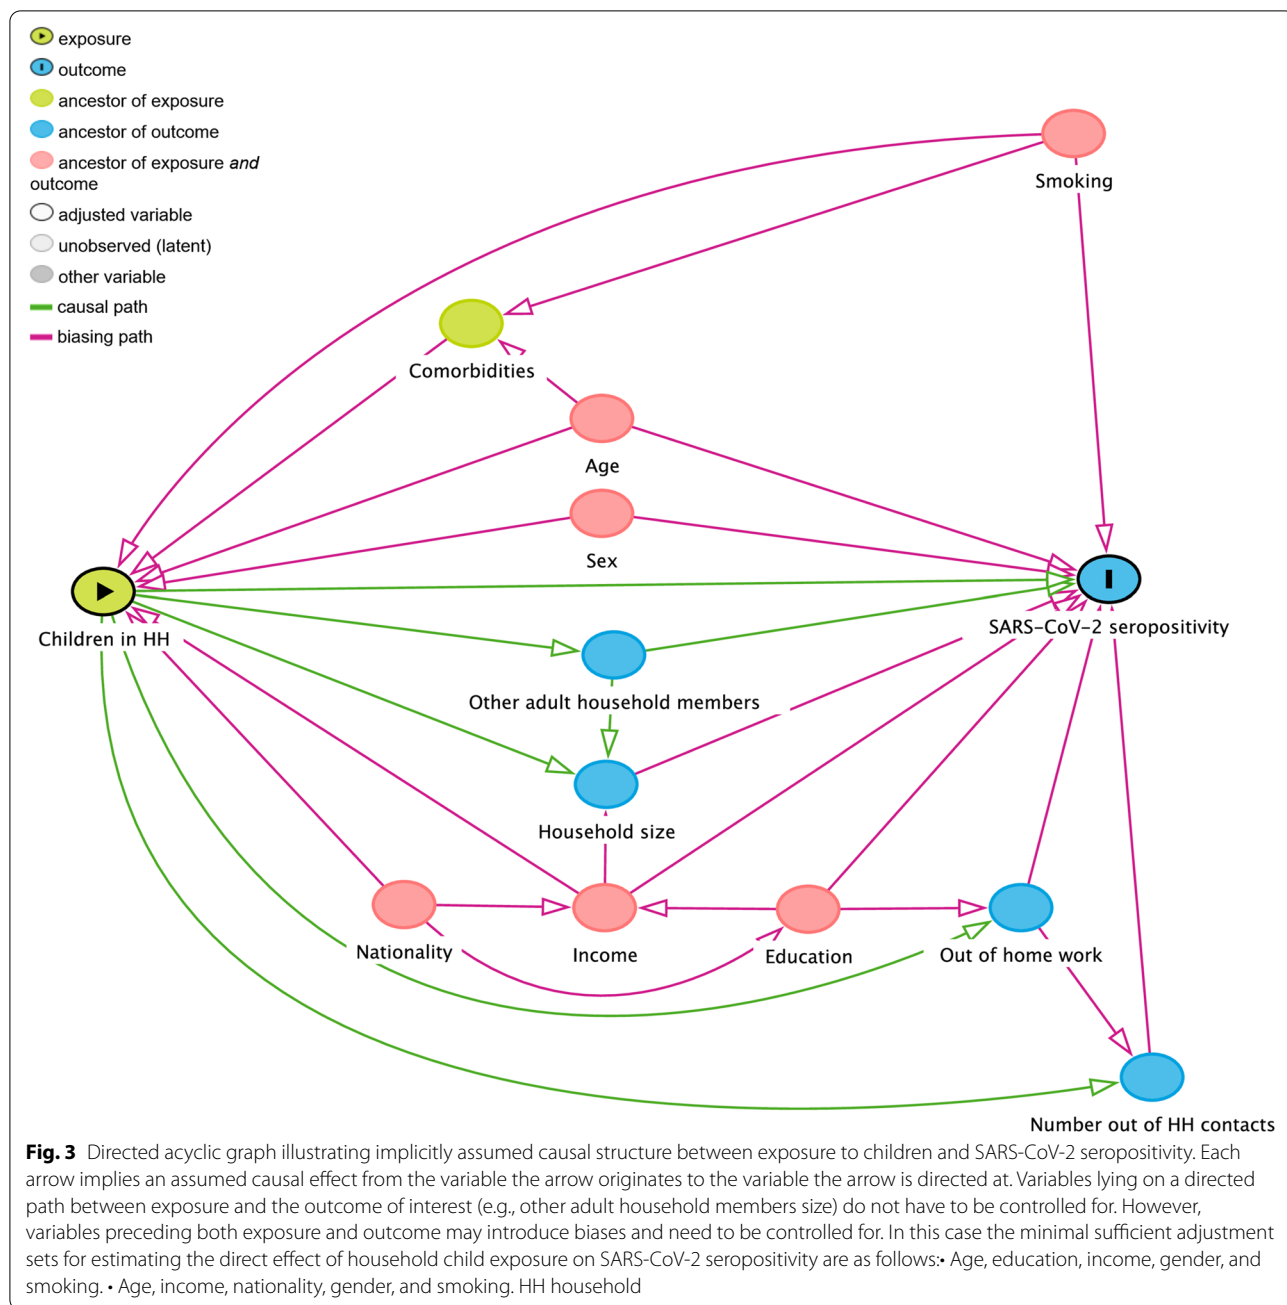 exposure
outcome
ancestor of exposure
ancestor of outcome
ancestor of exposure and
outcome
adjusted variable
unobserved (latent)
other variable
causal path
biasing path
Smoking
Comorbidities
Age
Sex
Children in HH
SARS-CoV-2 seropositivity
Other adult household members
Household size
Nationality
Income
Education
Out of home work
Number out of HH contacts
Fig. 3 Directed acyclic graph illustrating implicitly assumed causal structure between exposure to children and SARS-CoV-2 seropositivity. Each
arrow implies an assumed causal effect from the variable the arrow originates to the variable the arrow is directed at. Variables lying on a directed
path between exposure and the outcome of interest (e.g., other adult household members size) do not have to be controlled for. However,
variables preceding both exposure and outcome may introduce biases and need to be controlled for. In this case the minimal sufficient adjustment
sets for estimating the direct effect of household child exposure on SARS-CoV-2 seropositivity are as follows:• Age, education, income, gender, and
smoking. • Age, income, nationality, gender, and smoking. HH household